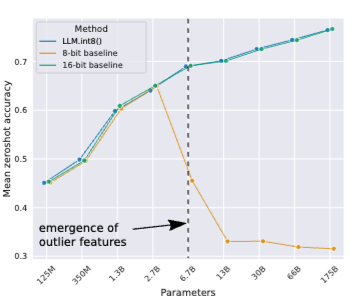 Method
LLM.int8()
8-bit baseline
16-bit baseline
Mean zeroshot accuracy
0.7
0.6
0.5
0.4
0.3
emergence of
outlier features
125M
350M
1.3B
2.7B
6.7B
13B
30B
66B
175B
Parameters